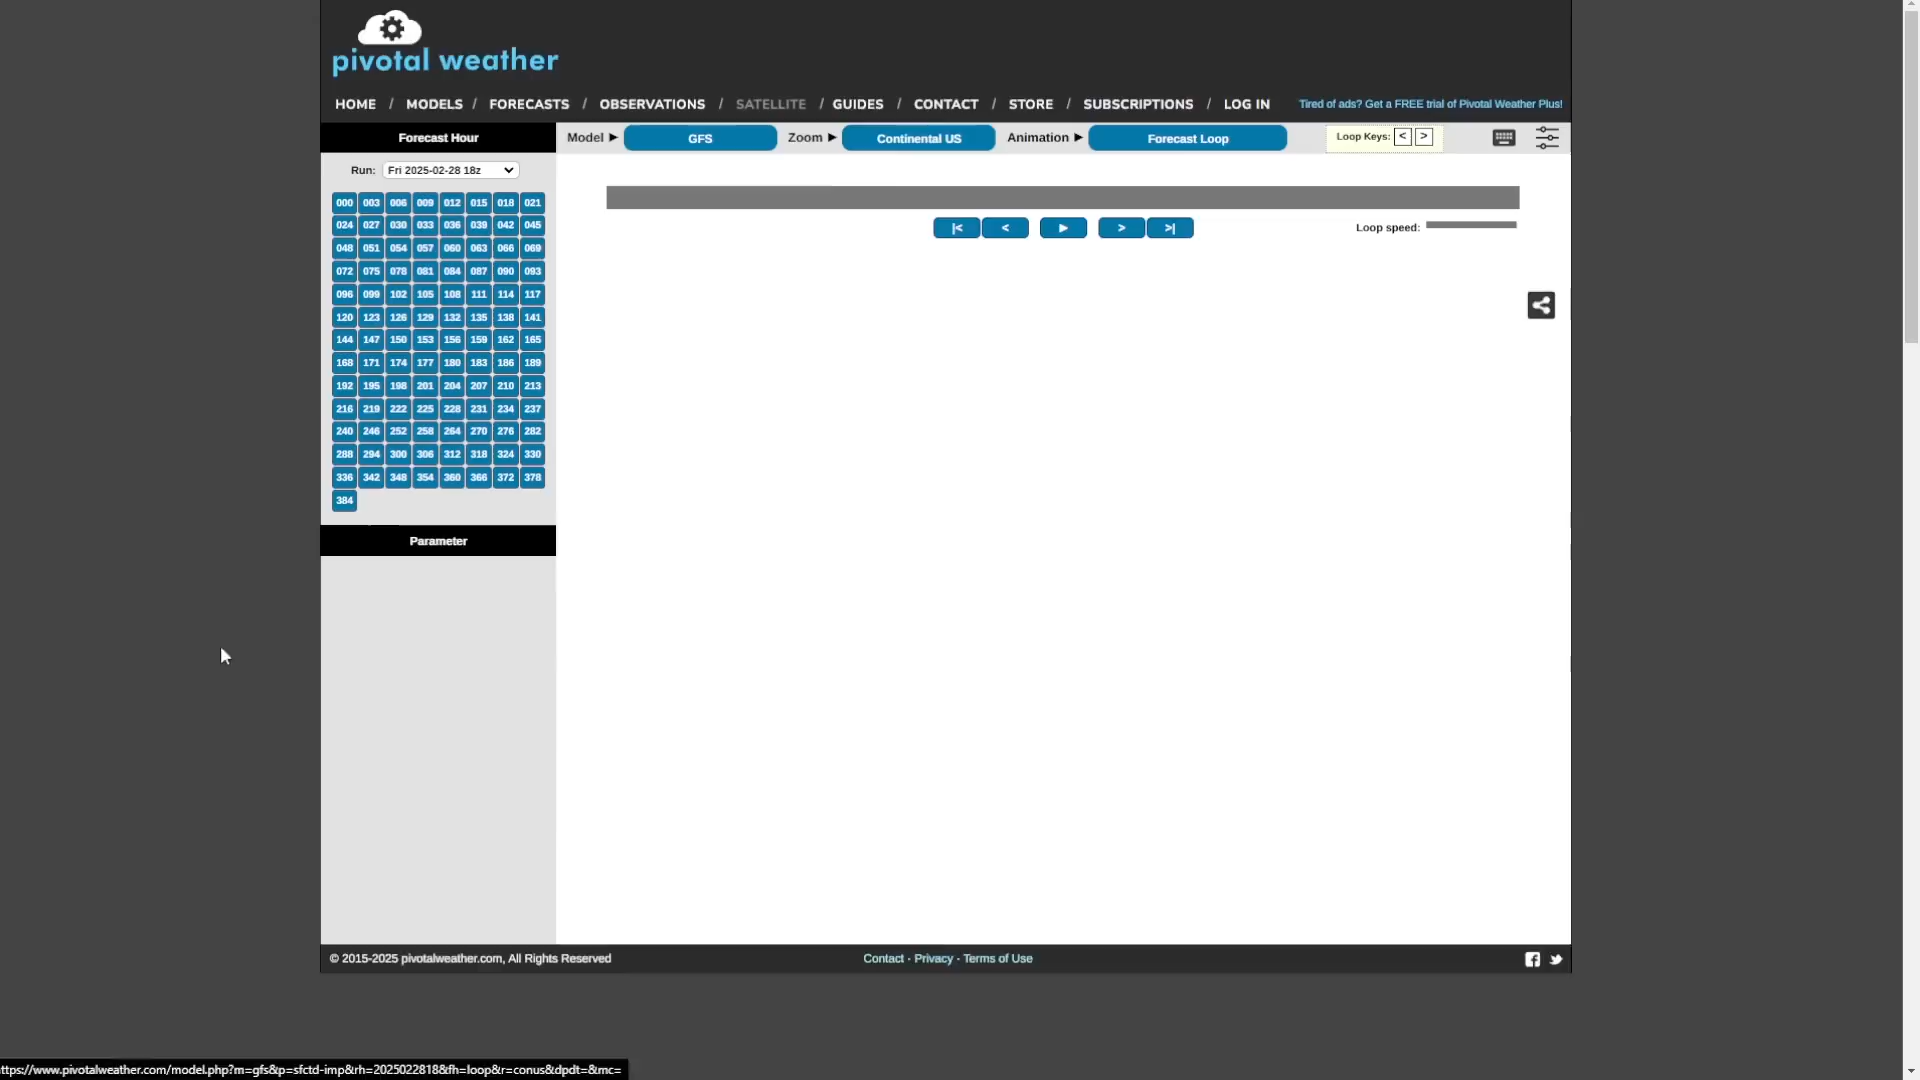 pivotal weather
HOME / MODELS / FORECASTS / OBSERVATIONS / SATELLITE / GUIDES / CONTACT / STORE / SUBSCRIPTIONS / LOG IN Tired of ads? Get a FREE trial of Pivotal Weather Plus!
Forecast Hour Model ▶ GFS Zoom ▶ Continental US Animation ▶ Forecast Loop Loop Keys: < >
Run: Fri 2025-02-28 18z
000 003 006 009 012 015 018 021
|< < ▶ > >| Loop speed:
024 027 030 033 036 039 042 045
048 051 054 057 060 063 066 069
072 075 078 081 084 087 090 093
096 099 102 105 108 111 114 117
120 123 126 129 132 135 138 141
144 147 150 153 156 159 162 165
168 171 174 177 180 183 186 189
192 195 198 201 204 207 210 213
216 219 222 225 228 231 234 237
240 246 252 258 264 270 276 282
288 294 300 306 312 318 324 330
336 342 348 354 360 366 372 378
384
Parameter
© 2015-2025 pivotalweather.com, All Rights Reserved Contact · Privacy · Terms of Use
ttps://www.pivotalweather.com/model.php?m=gfs&p=sfctd-imp&rh=2025022818&fh=loop&r=conus&dpdt=&mc=